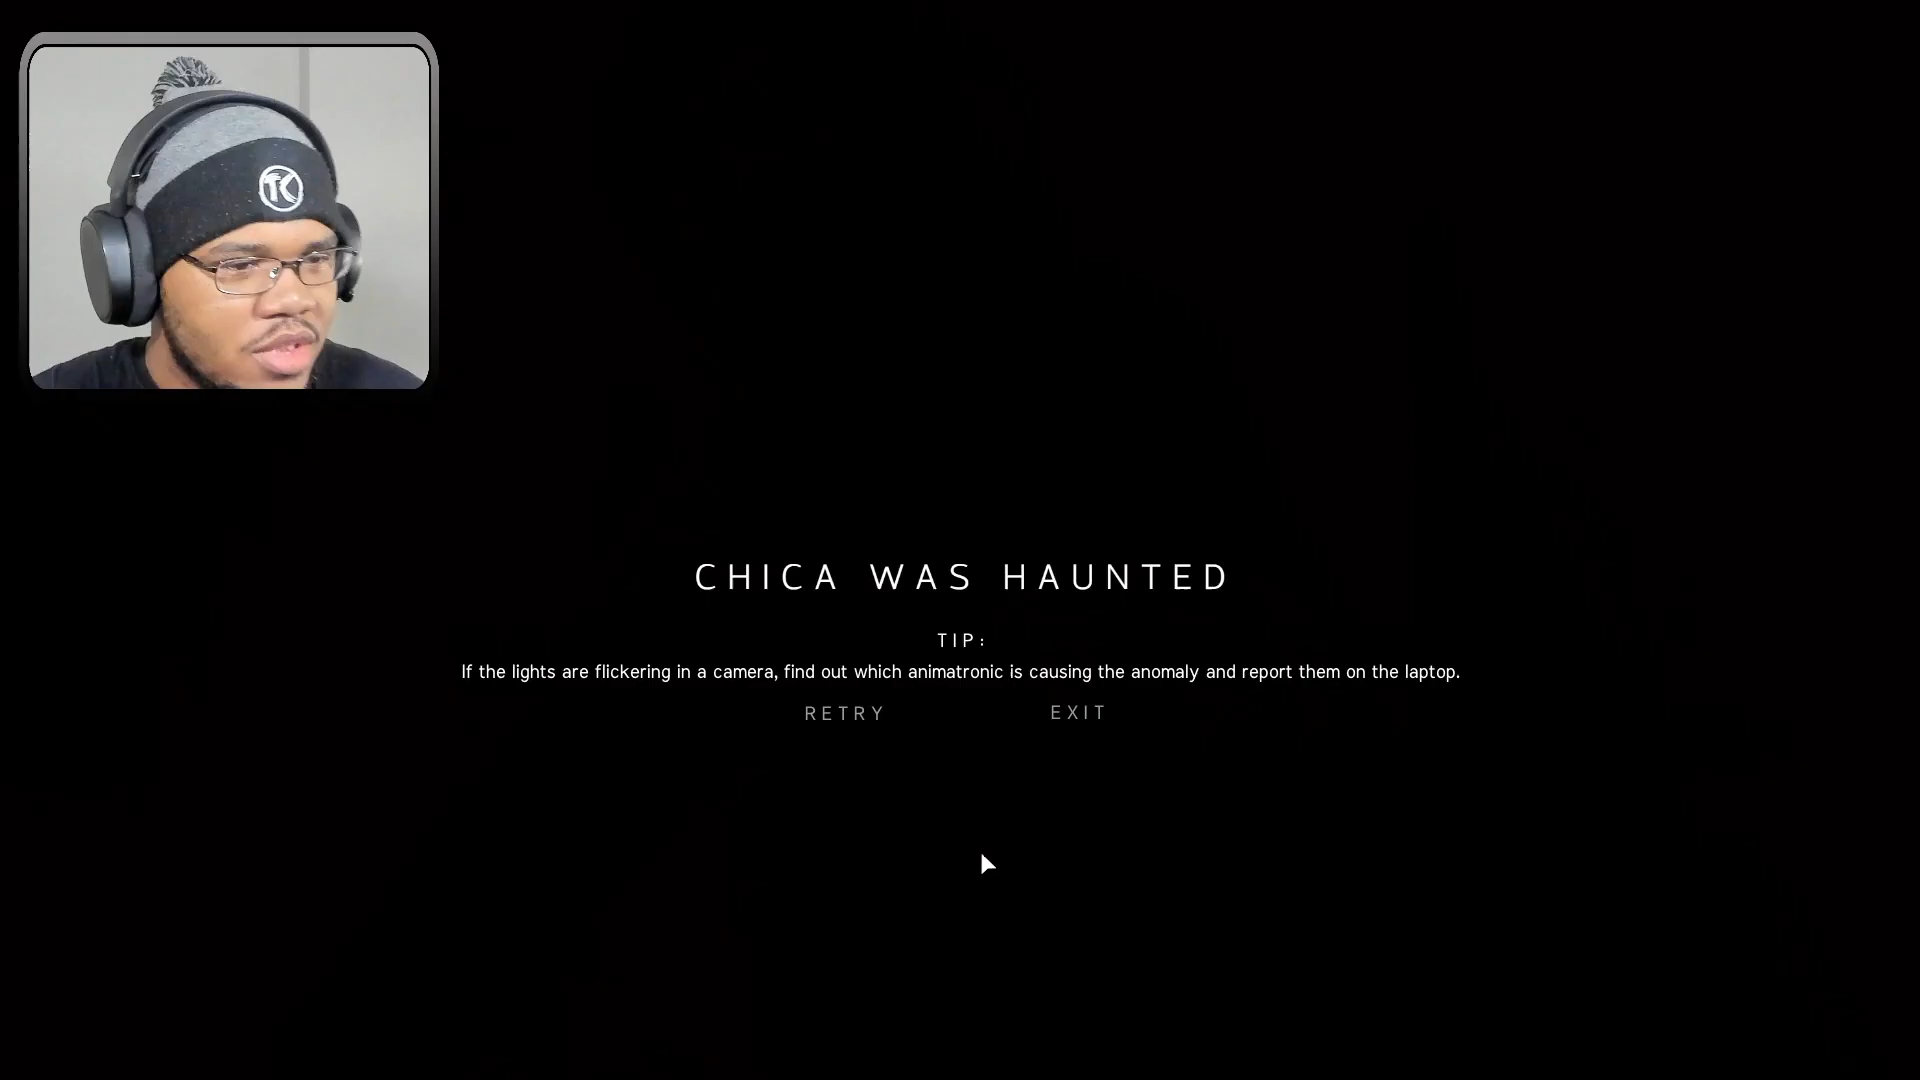 TK
CHICA WAS HAUNTED
TIP:
If the lights are flickering in a camera, find out which animatronic is causing the anomaly and report them on the laptop.
RETRY EXIT